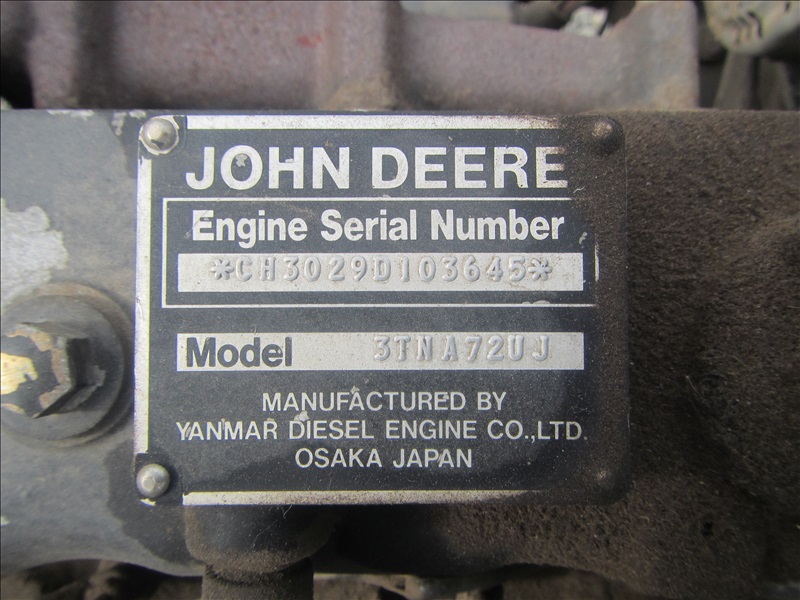 JOHN DEERE
Engine Serial Number
*CH3029D103645*
Model 3TNA72UJ
MANUFACTURED BY
YANMAR DIESEL ENGINE CO.,LTD.
OSAKA JAPAN